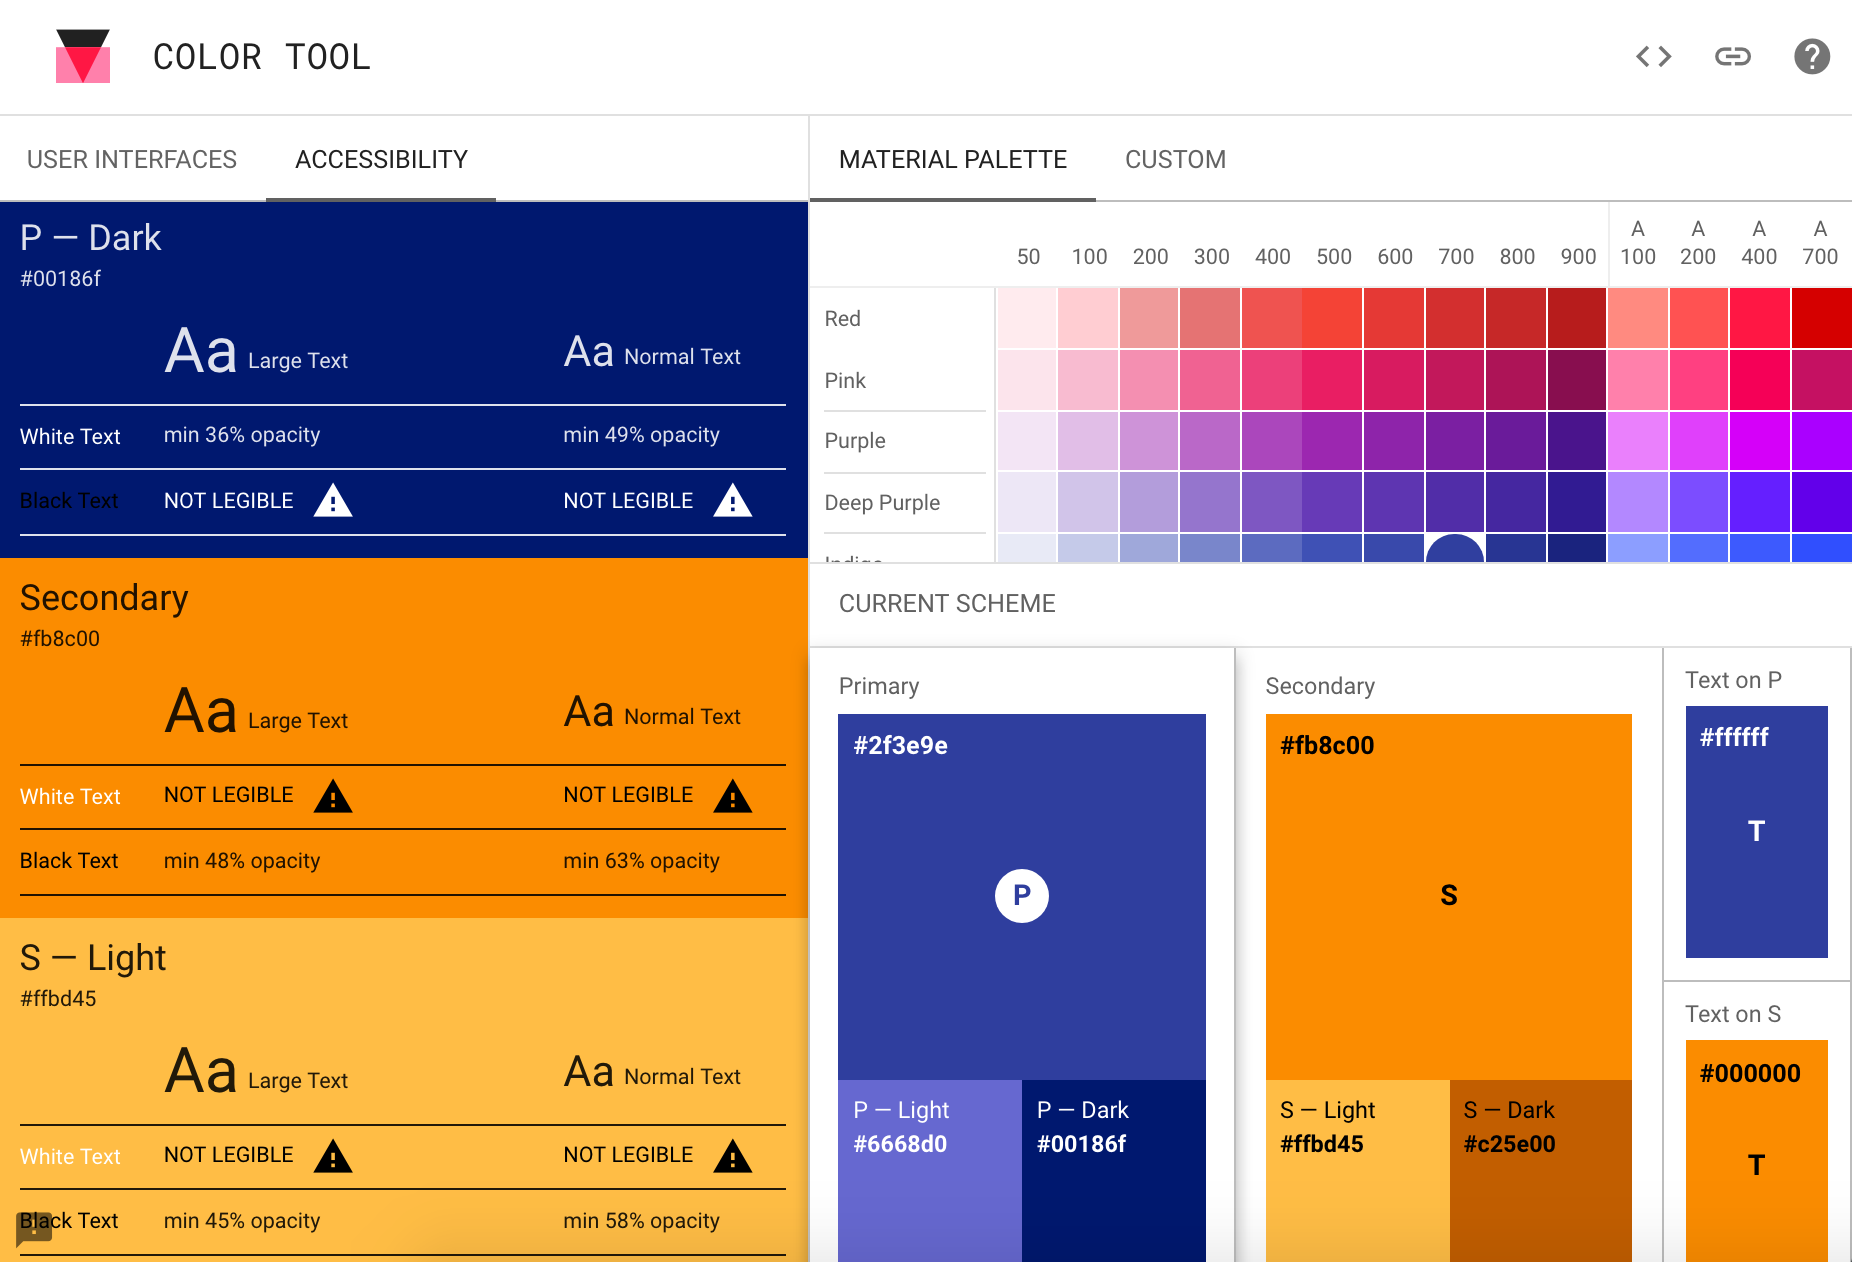 COLOR TOOL
USER INTERFACES
ACCESSIBILITY
P — Dark
#00186f
Aa Large Text
Aa Normal Text
White Text
min 36% opacity
min 49% opacity
Black Text
NOT LEGIBLE
NOT LEGIBLE
Secondary
#fb8c00
Aa Large Text
Aa Normal Text
White Text
NOT LEGIBLE
NOT LEGIBLE
Black Text
min 48% opacity
min 63% opacity
S — Light
#ffbd45
Aa Large Text
Aa Normal Text
White Text
NOT LEGIBLE
NOT LEGIBLE
Black Text
min 45% opacity
min 58% opacity
MATERIAL PALETTE
CUSTOM
50 100 200 300 400 500 600 700 800 900 A 100 A 200 A 400 A 700
Red
Pink
Purple
Deep Purple
Indigo
CURRENT SCHEME
Primary
#2f3e9e
P
P — Light
#6668d0
P — Dark
#00186f
Secondary
#fb8c00
S
S — Light
#ffbd45
S — Dark
#c25e00
Text on P
#ffffff
T
Text on S
#000000
T